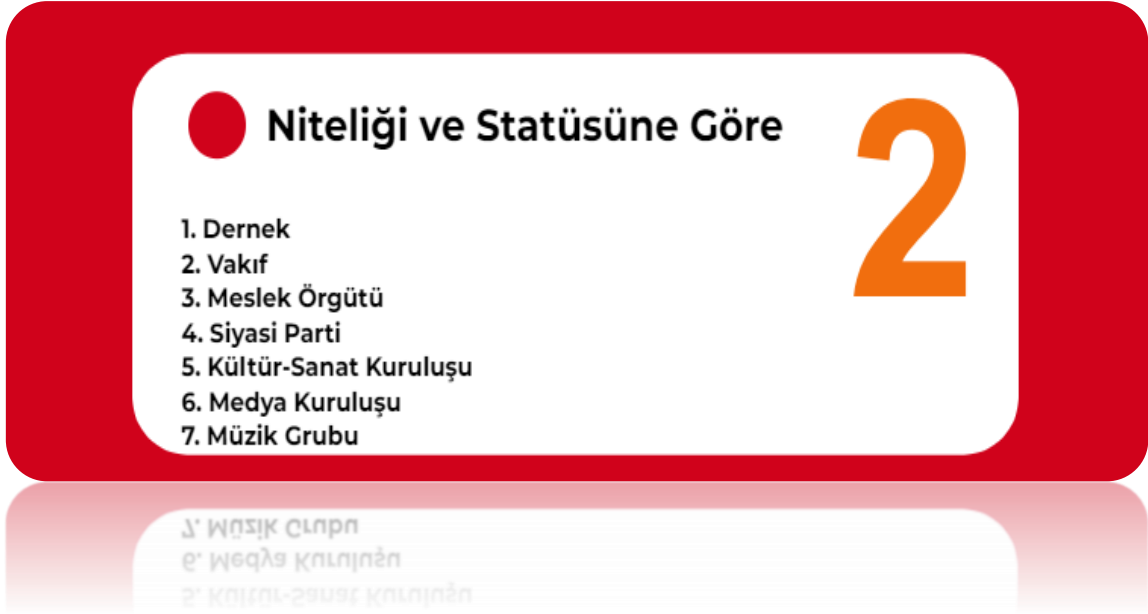 Niteliği ve Statüsüne Göre
2
1. Dernek
2. Vakıf
3. Meslek Örgütü
4. Siyasi Parti
5. Kültür-Sanat Kuruluşu
6. Medya Kuruluşu
7. Müzik Grubu